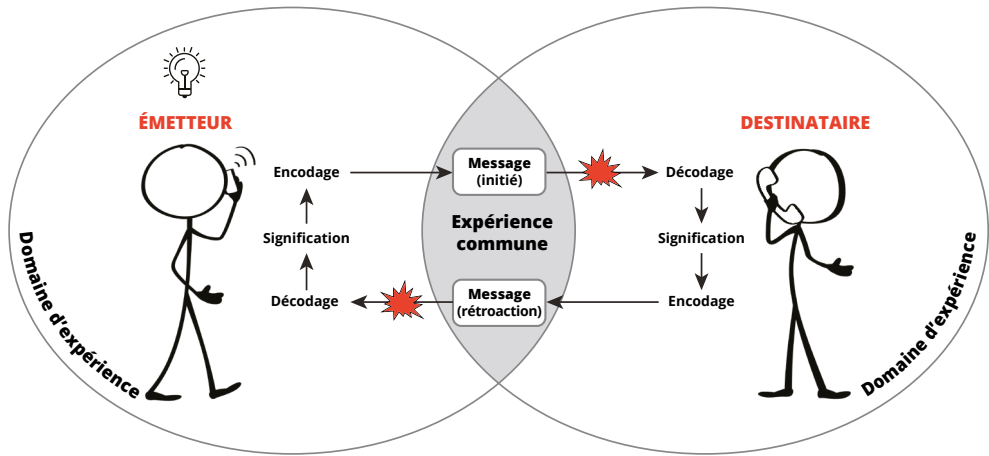 ÉMETTEUR
DESTINATAIRE
Encodage
Message
(initié)
Décodage
Signification
Expérience
commune
Signification
Décodage
Message
(rétroaction)
Encodage
Domaine d'expérience
Domaine d'expérience